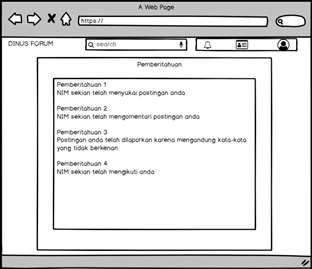 A Web Page
https://
DINUS FORUM
search
Pemberitahuan
Pemberitahuan 1
NIM sekian telah menyukai postingan anda
Pemberitahuan 2
NIM sekian telah mengomentari postingan anda
Pemberitahuan 3
Postingan anda telah dilaporkan karena mengandung kata-kata
yang tidak berkenan
Pemberitahuan 4
NIM sekian telah mengikuti anda